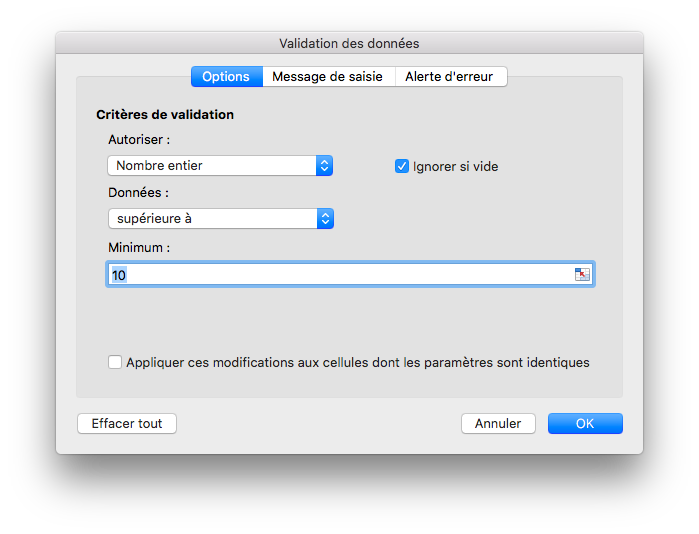 Validation des données
Options Message de saisie Alerte d'erreur
Critères de validation
Autoriser :
Nombre entier Ignorer si vide
Données :
supérieure à
Minimum :
10
Appliquer ces modifications aux cellules dont les paramètres sont identiques
Effacer tout Annuler OK